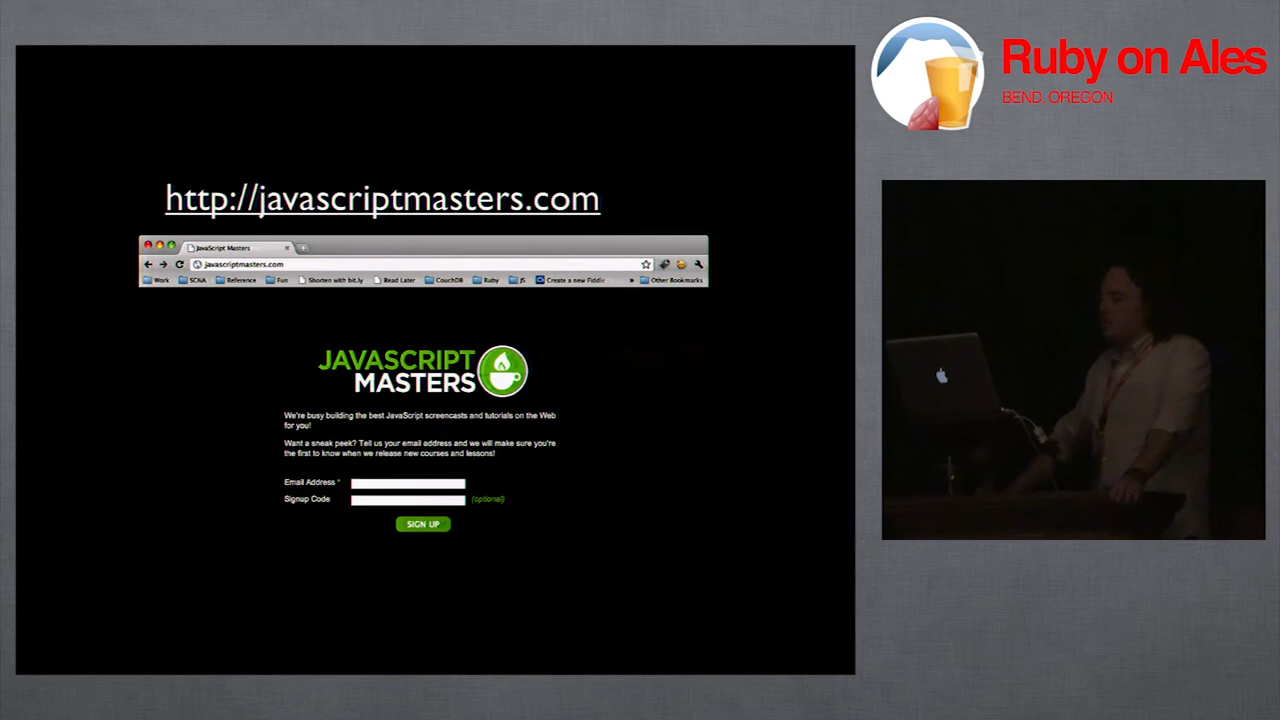 Ruby on Ales
BEND, OREGON
http://javascriptmasters.com
JavaScript Masters
javascriptmasters.com
Work SCNA Reference Fun Shorten with bit.ly Read Later CouchDB Ruby JS Create a new Fiddle » Other Bookmarks
JAVASCRIPT
MASTERS
We're busy building the best JavaScript screencasts and tutorials on the Web
for you!
Want a sneak peek? Tell us your email address and we will make sure you're
the first to know when we release new courses and lessons!
Email Address *
Signup Code (optional)
SIGN UP